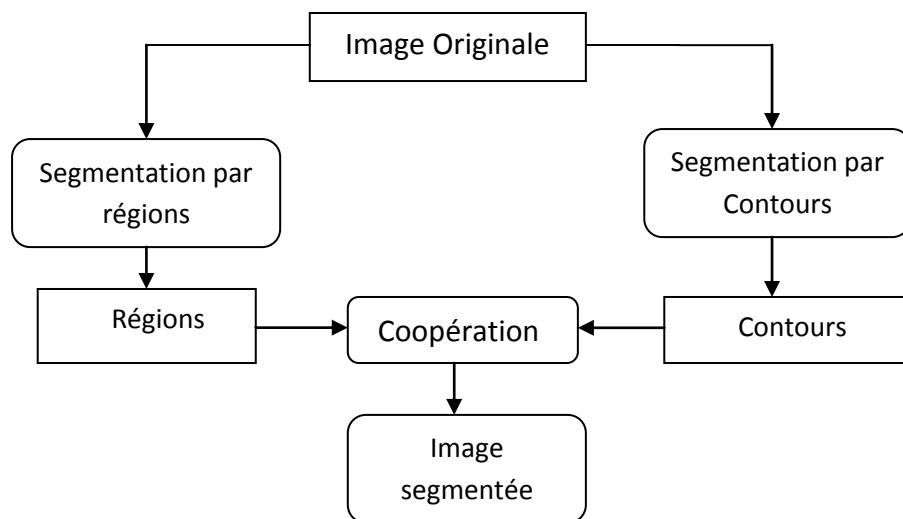 Image Originale
Segmentation par
régions
Segmentation par
Contours
Régions
Coopération
Contours
Image
segmentée